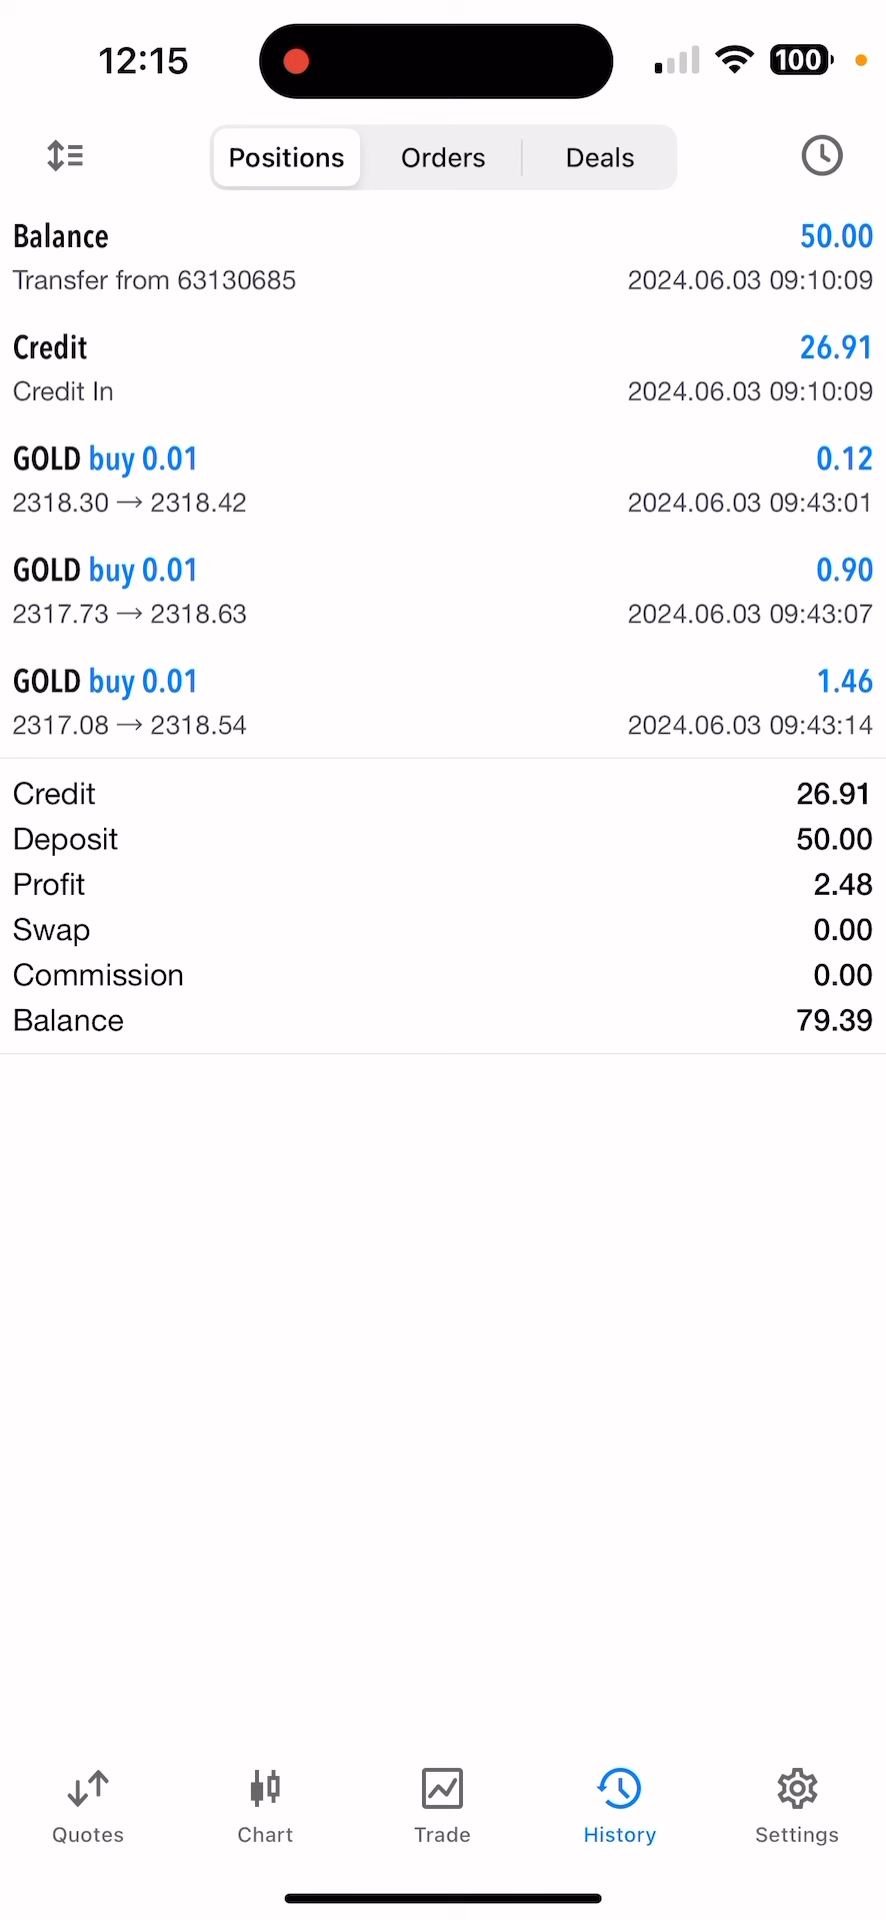 12:15
100
Positions Orders Deals
Balance 50.00
Transfer from 63130685 2024.06.03 09:10:09
Credit 26.91
Credit In 2024.06.03 09:10:09
GOLD buy 0.01 0.12
2318.30 → 2318.42 2024.06.03 09:43:01
GOLD buy 0.01 0.90
2317.73 → 2318.63 2024.06.03 09:43:07
GOLD buy 0.01 1.46
2317.08 → 2318.54 2024.06.03 09:43:14
Credit 26.91
Deposit 50.00
Profit 2.48
Swap 0.00
Commission 0.00
Balance 79.39
Quotes Chart Trade History Settings